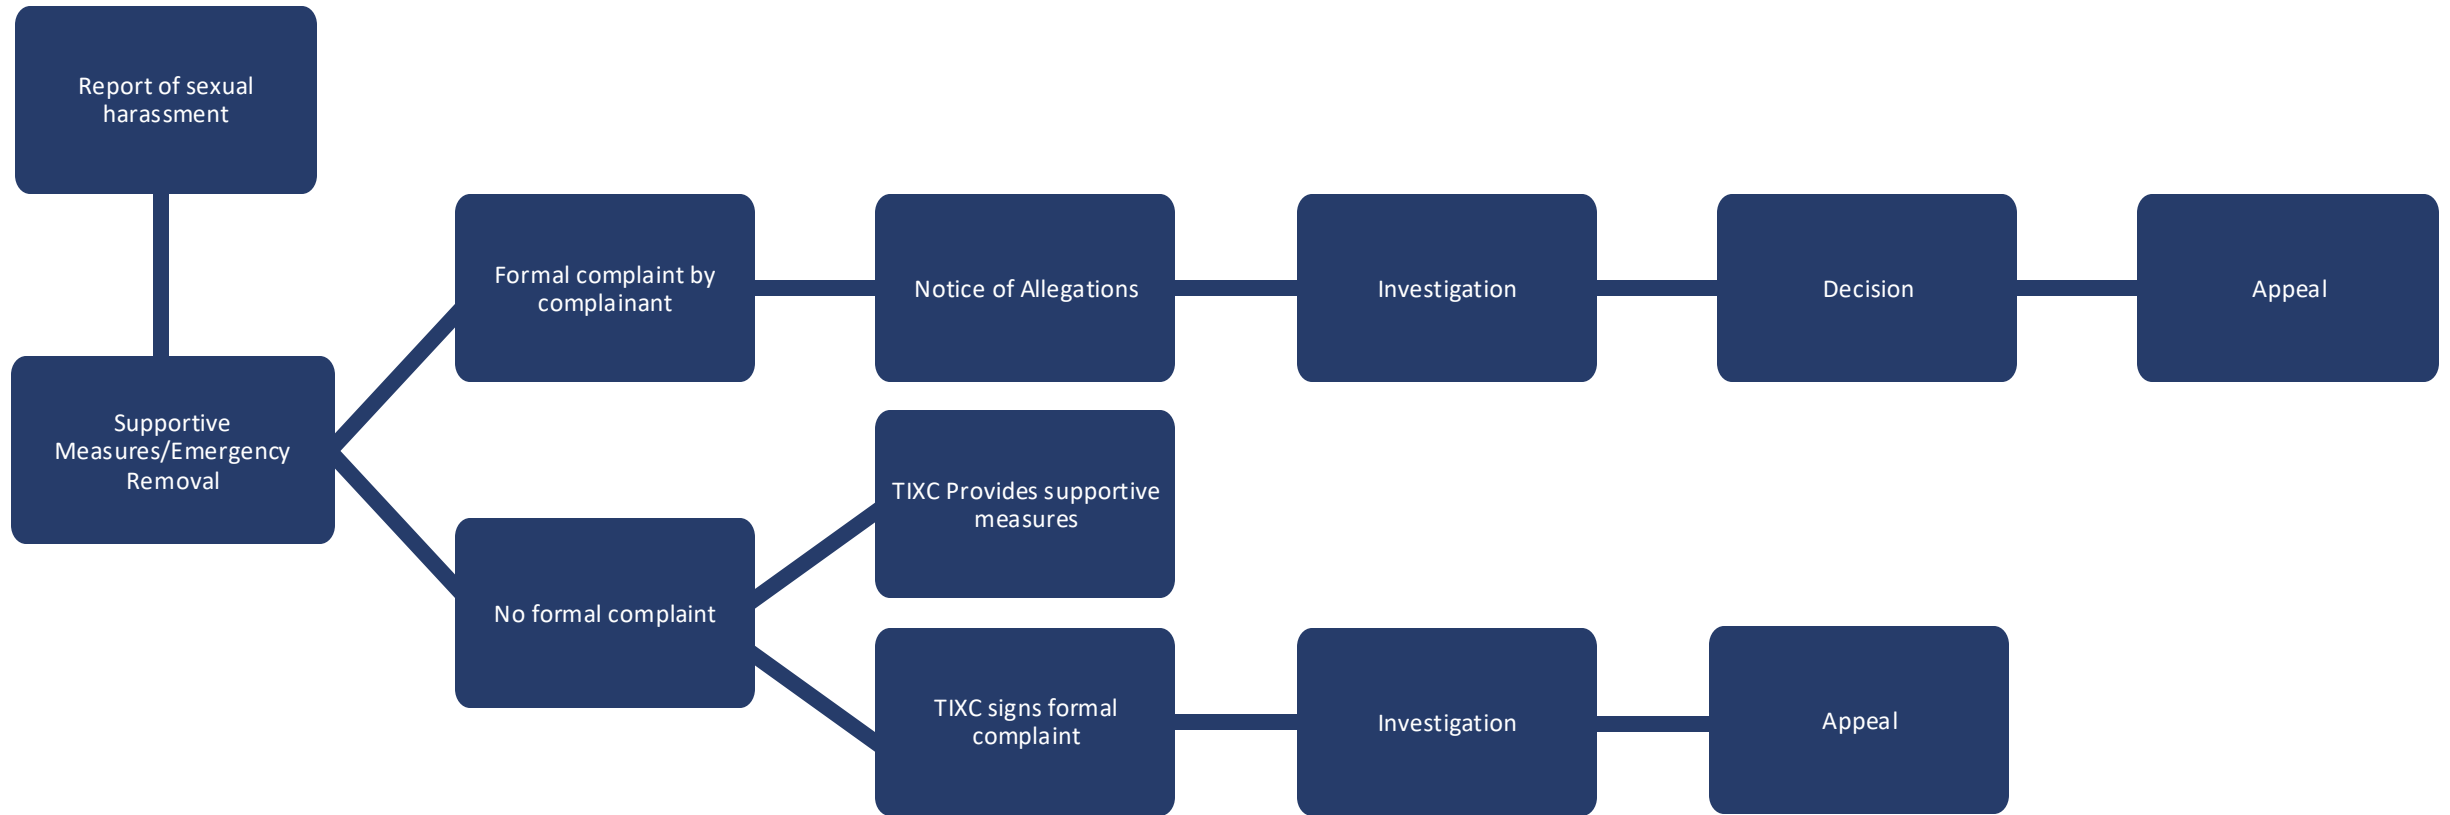 Report of sexual
harassment
Supportive
Measures/Emergency
Removal
Formal complaint by
complainant
Notice of Allegations
Investigation
Decision
Appeal
No formal complaint
TIXC Provides supportive
measures
TIXC signs formal
complaint
Investigation
Appeal